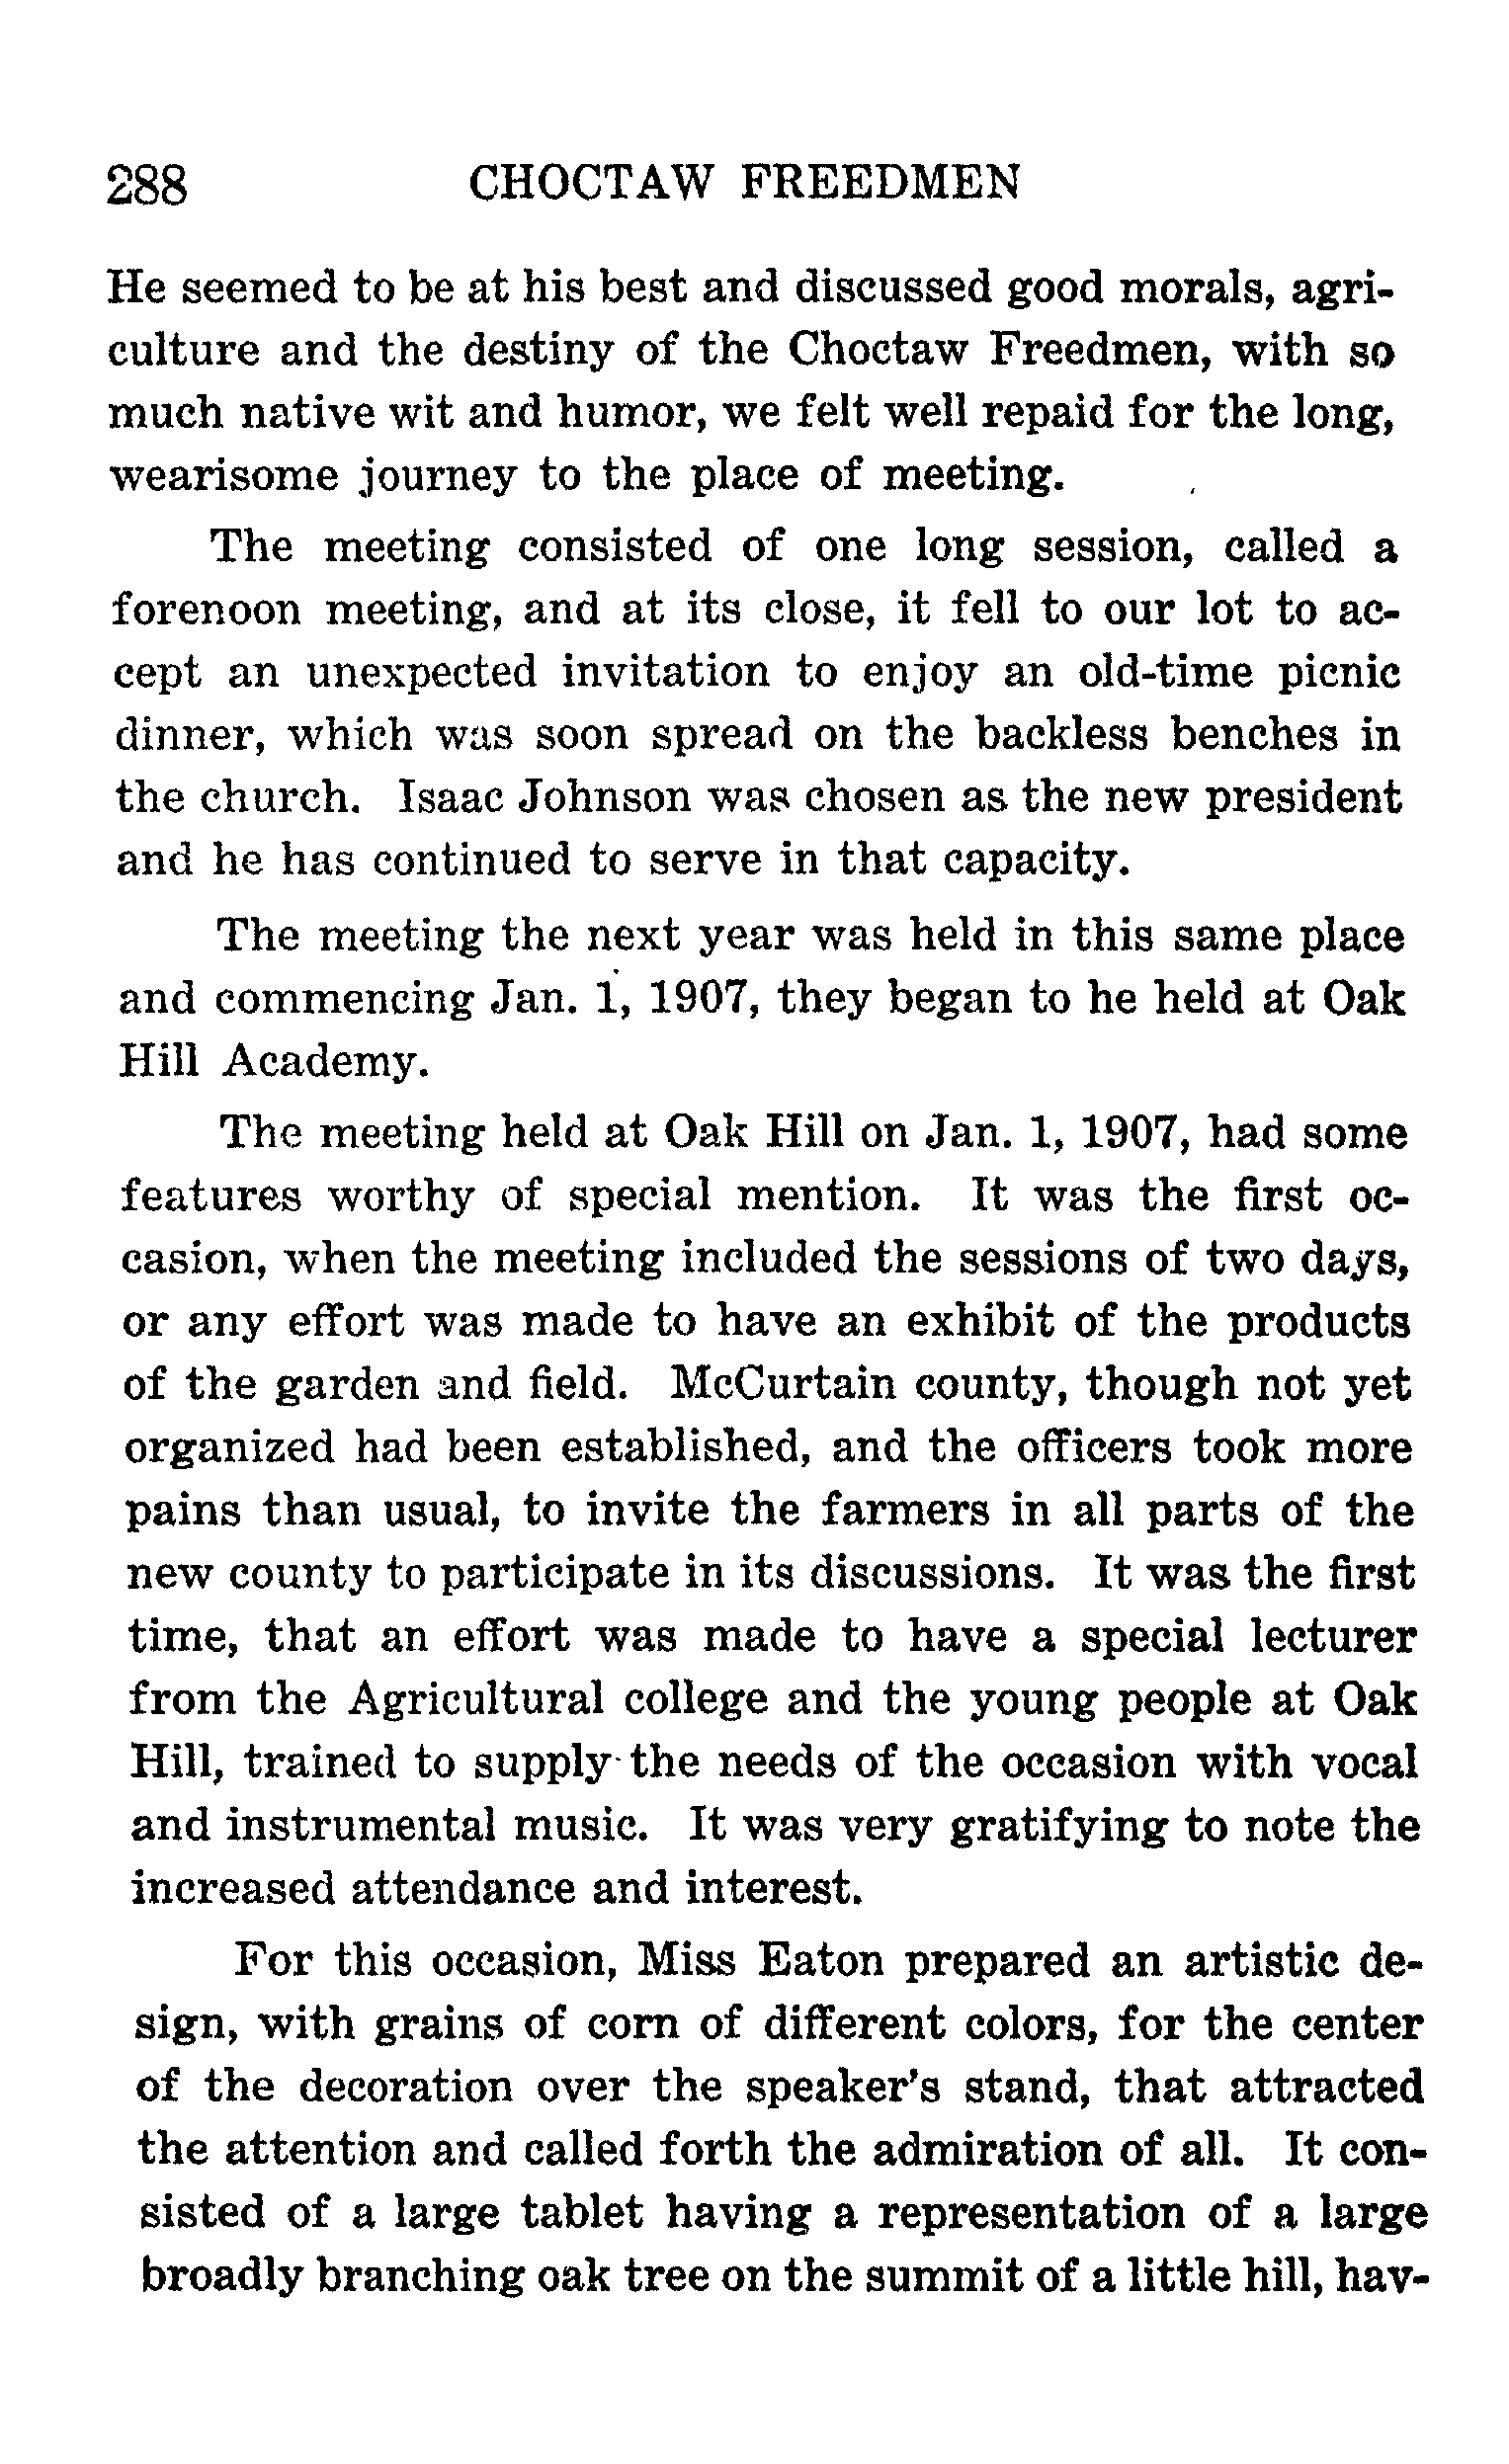 288 CHOCTAW FREEDMEN
He seemed to be at his best and discussed good morals, agri-
culture and the destiny of the Choctaw Freedmen, with so
much native wit and humor, we felt well repaid for the long,
wearisome journey to the place of meeting.
The meeting consisted of one long session, called a
forenoon meeting, and at its close, it fell to our lot to ac-
cept an unexpected invitation to enjoy an old-time picnic
dinner, which was soon spread on the backless benches in
the church. Isaac Johnson was chosen as the new president
and he has continued to serve in that capacity.
The meeting the next year was held in this same place
and commencing Jan. 1, 1907, they began to he held at Oak
Hill Academy.
The meeting held at Oak Hill on Jan. 1, 1907, had some
features worthy of special mention. It was the first oc-
casion, when the meeting included the sessions of two days,
or any effort was made to have an exhibit of the products
of the garden and field. McCurtain county, though not yet
organized had been established, and the officers took more
pains than usual, to invite the farmers in all parts of the
new county to participate in its discussions. It was the first
time, that an effort was made to have a special lecturer
from the Agricultural college and the young people at Oak
Hill, trained to supply the needs of the occasion with vocal
and instrumental music. It was very gratifying to note the
increased attendance and interest.
For this occasion, Miss Eaton prepared an artistic de-
sign, with grains of corn of different colors, for the center
of the decoration over the speaker's stand, that attracted
the attention and called forth the admiration of all. It con-
sisted of a large tablet having a representation of a large
broadly branching oak tree on the summit of a little hill, hav-